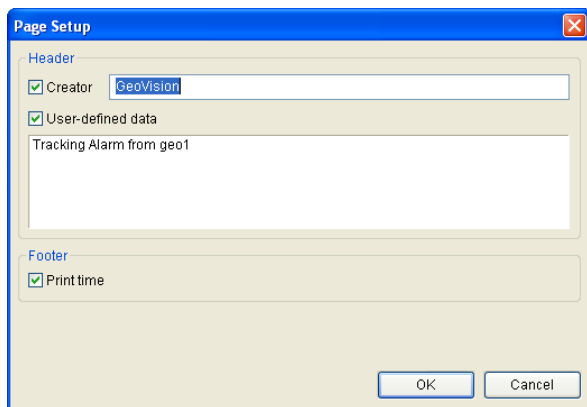 Page Setup
Header
Creator GeoVision
User-defined data
Tracking Alarm from geo1
Footer
Print time
OK Cancel